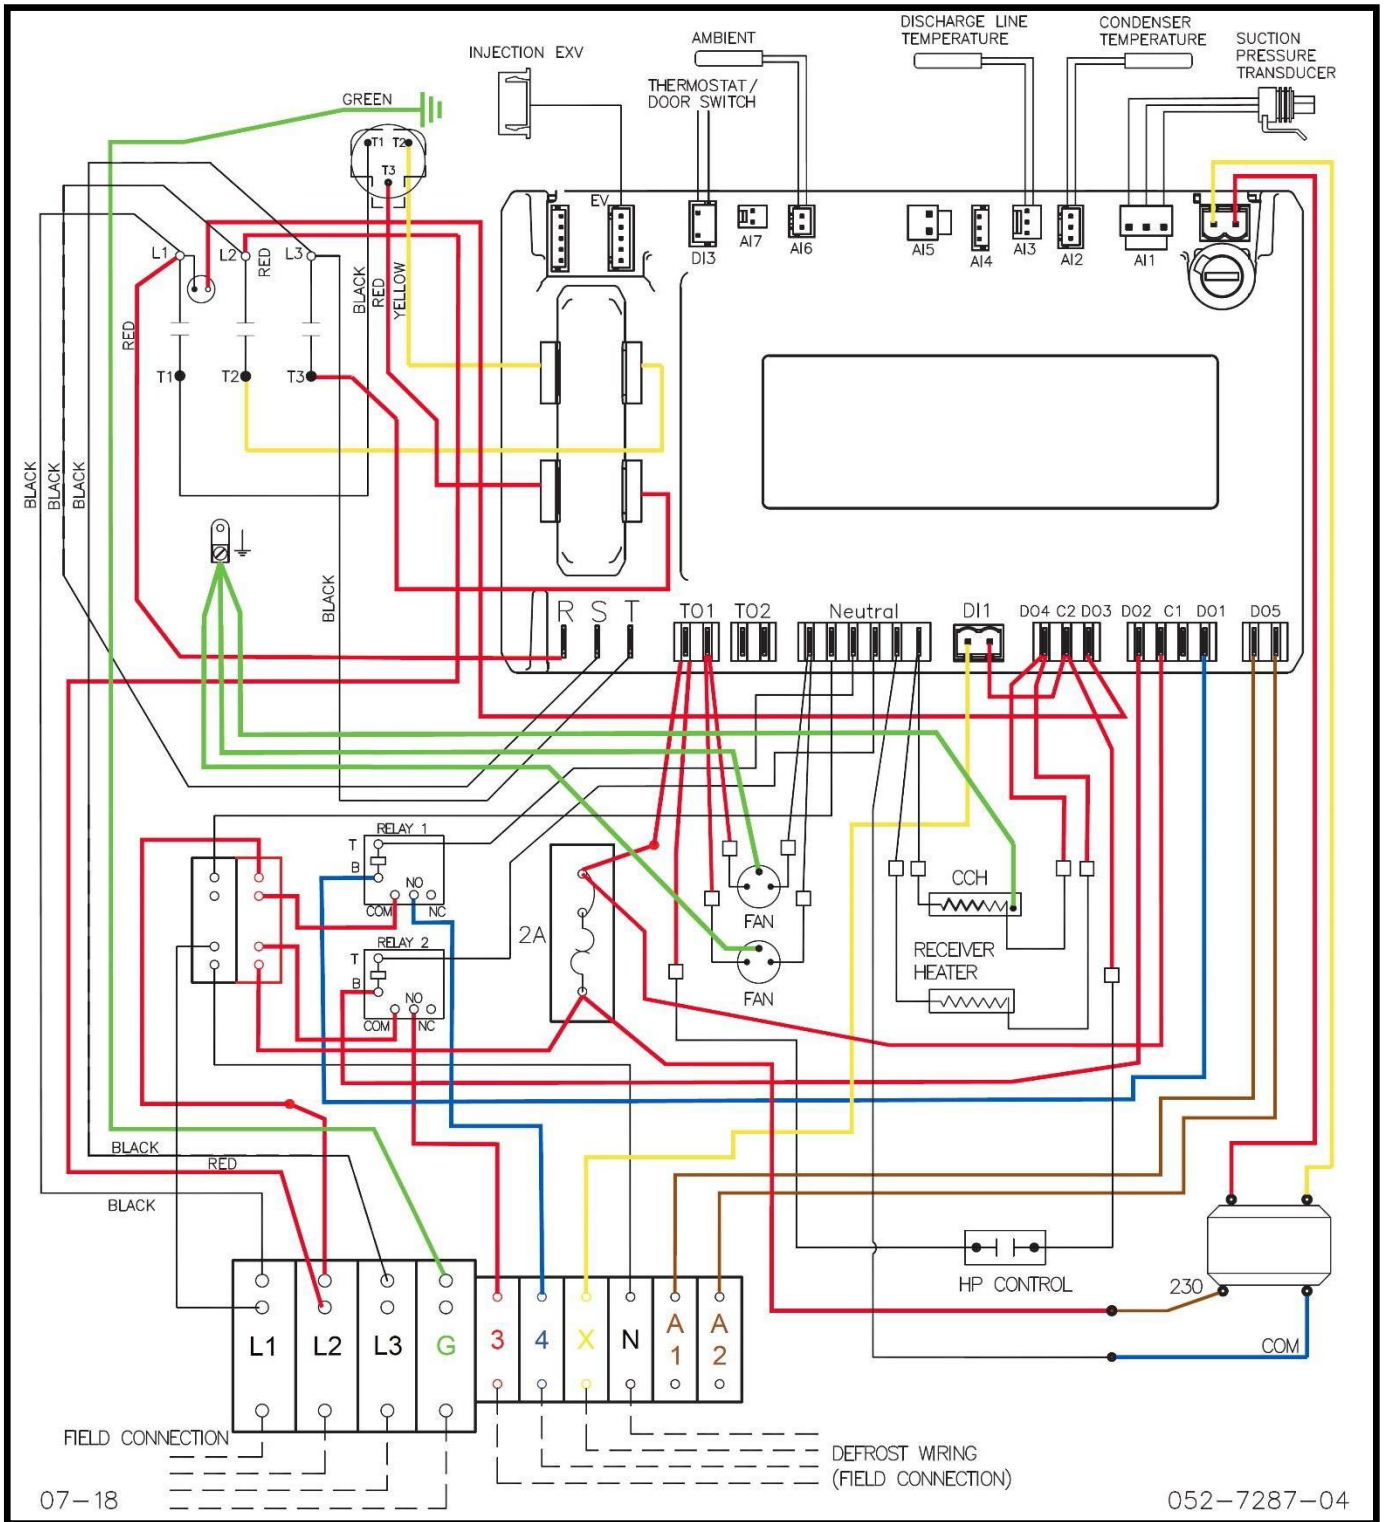 DISCHARGE LINE
TEMPERATURE
CONDENSER
TEMPERATURE
SUCTION
PRESSURE
TRANSDUCER
AMBIENT
INJECTION EXV
THERMOSTAT/
DOOR SWITCH
GREEN
T1 T2
T3
EV
DI3
AI7
AI6
AI5
AI4
AI3
AI2
AI1
L1
L2
RED
L3
BLACK
RED
YELLOW
RED
T1
T2
T3
BLACK
BLACK
BLACK
BLACK
R S T
TO1
TO2
Neutral
DI1
DO4 C2 DO3
DO2 C1 DO1
DO5
RELAY 1
T
B
NO
COM
NC
RELAY 2
T
B
NO
COM
NC
2A
FAN
FAN
CCH
RECEIVER
HEATER
BLACK
RED
BLACK
HP CONTROL
230
COM
L1
L2
L3
G
3
4
X
N
A
1
A
2
FIELD CONNECTION
DEFROST WIRING
(FIELD CONNECTION)
07-18
052-7287-04